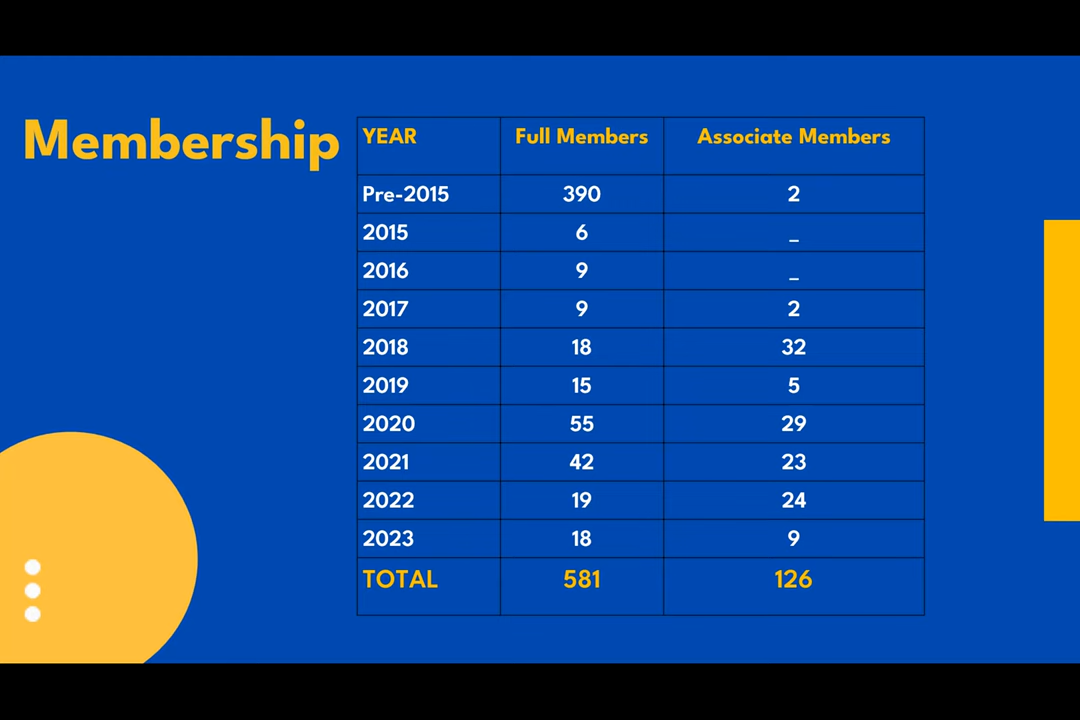 Membership
YEAR Full Members Associate Members
Pre-2015 390 2
2015 6 _
2016 9 _
2017 9 2
2018 18 32
2019 15 5
2020 55 29
2021 42 23
2022 19 24
2023 18 9
TOTAL 581 126